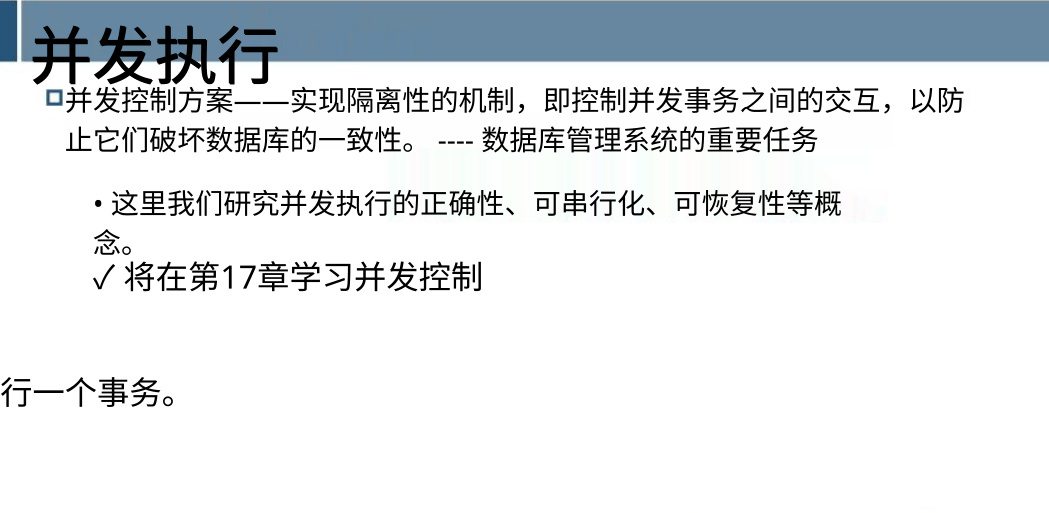 并发执行
并发控制方案——实现隔离性的机制，即控制并发事务之间的交互，以防
止它们破坏数据库的一致性。 ---- 数据库管理系统的重要任务
• 这里我们研究并发执行的正确性、可串行化、可恢复性等概
念。
✓ 将在第17章学习并发控制
行一个事务。